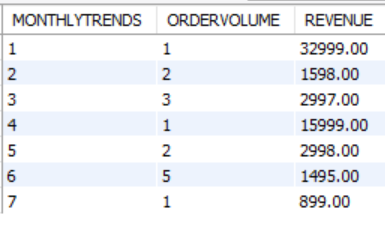 MONTHLYTRENDS ORDERVOLUME REVENUE
1 1 32999.00
2 2 1598.00
3 3 2997.00
4 1 15999.00
5 2 2998.00
6 5 1495.00
7 1 899.00